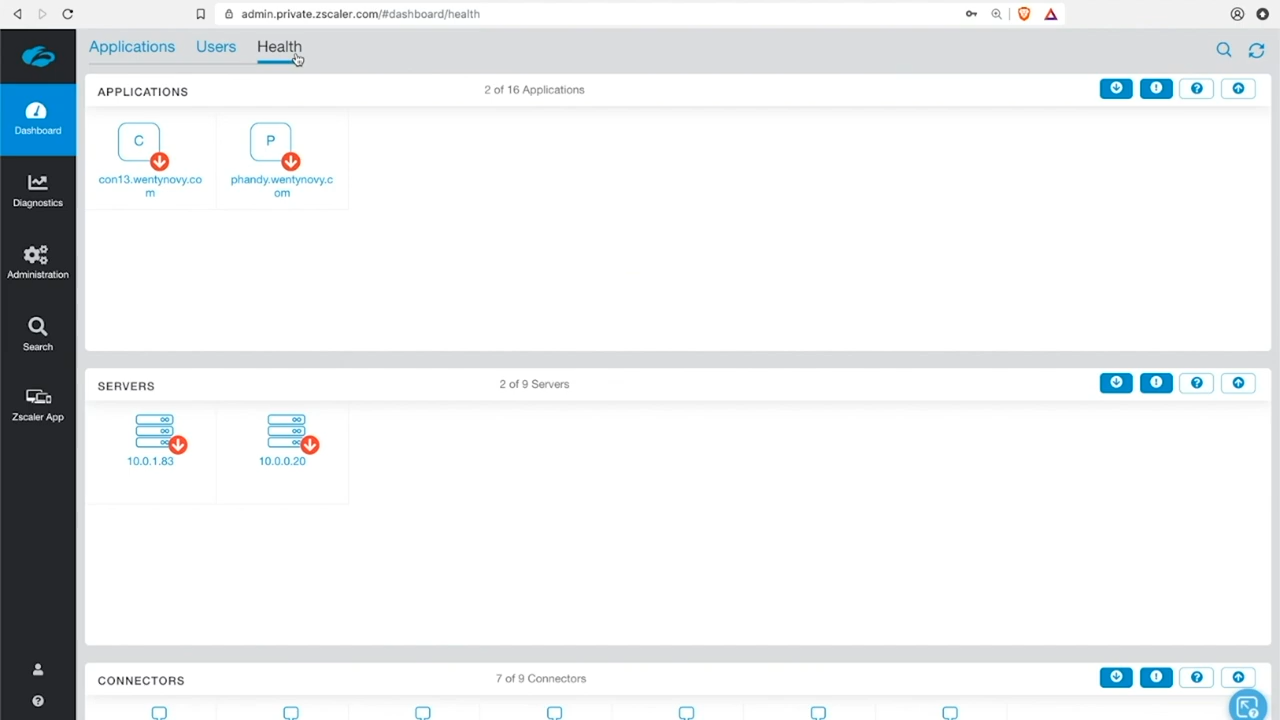 admin.private.zscaler.com/#dashboard/health
Applications Users Health
Dashboard
Diagnostics
Administration
Search
Zscaler App
APPLICATIONS 2 of 16 Applications
C P
con13.wentynovy.co
m
phandy.wentynovy.c
om
SERVERS 2 of 9 Servers
10.0.1.83 10.0.0.20
CONNECTORS 7 of 9 Connectors